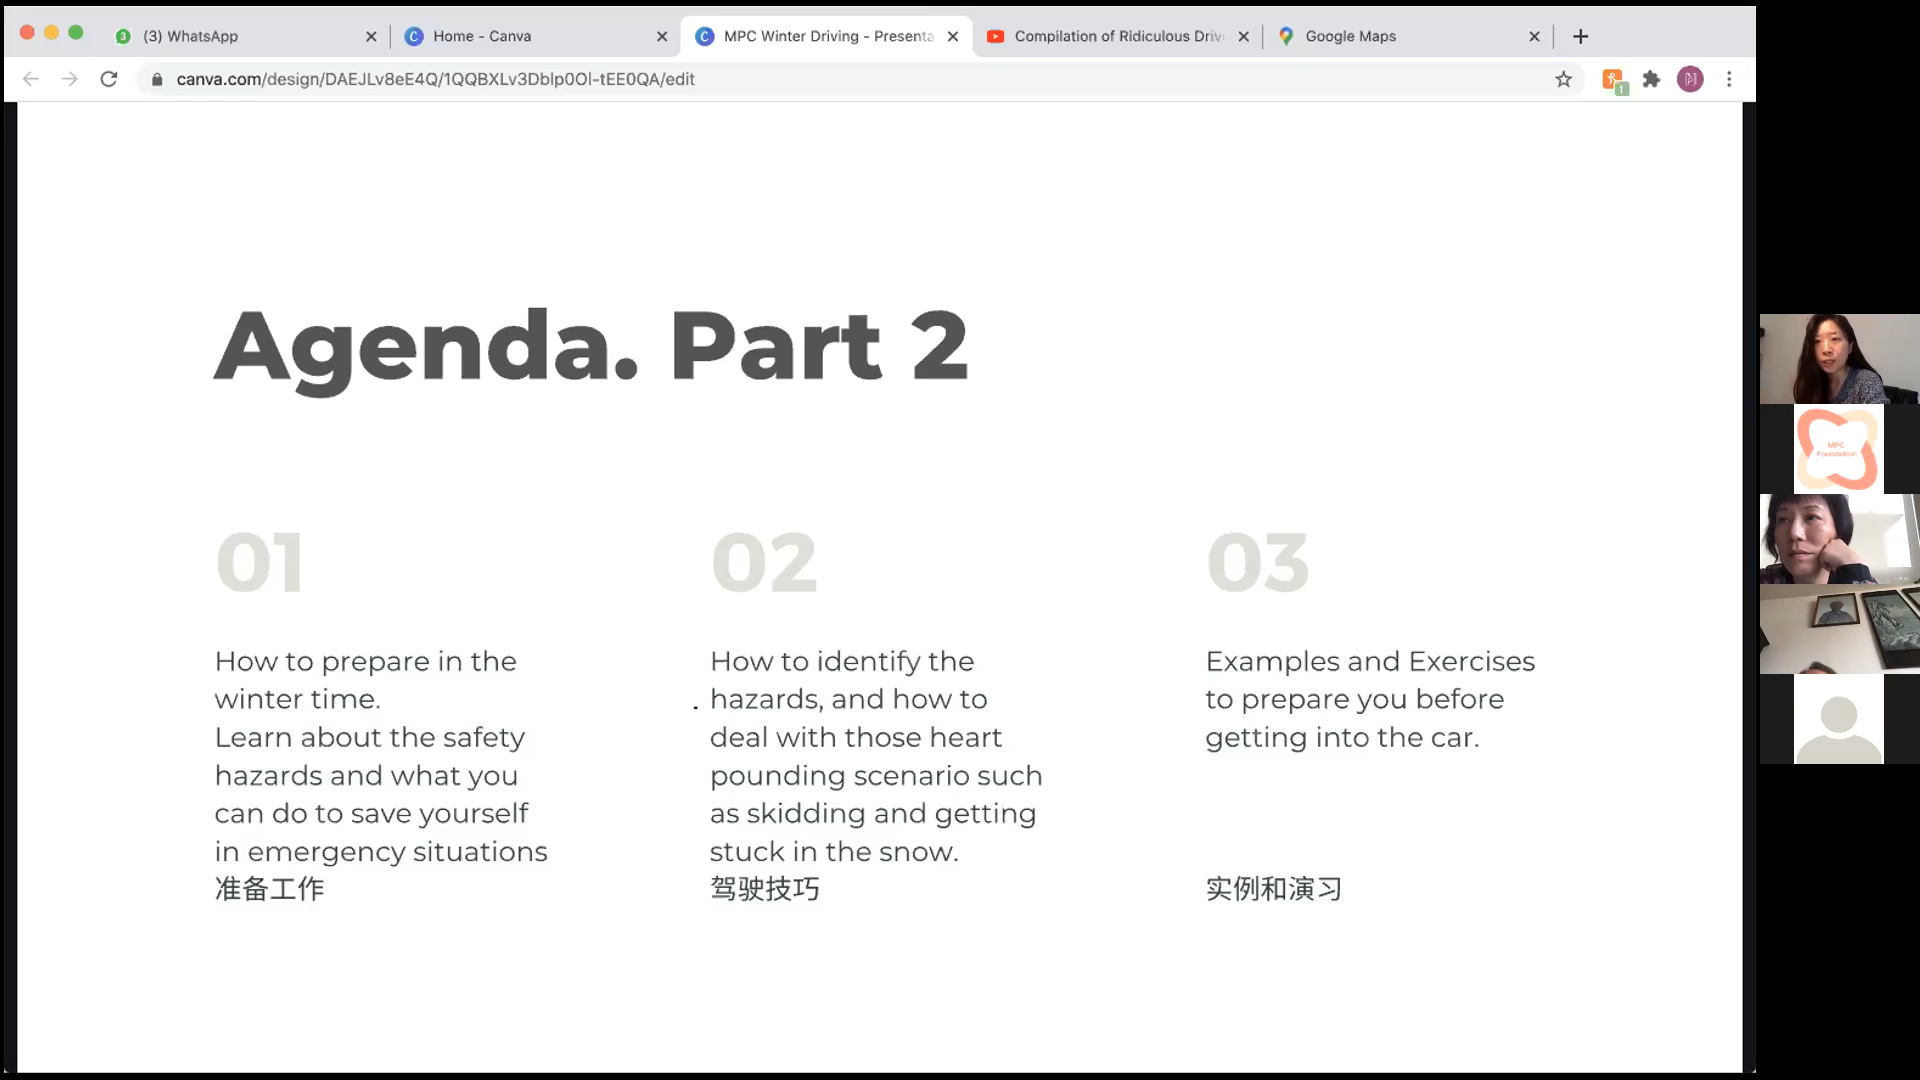 (3) WhatsApp
Home - Canva
MPC Winter Driving - Presenta
Compilation of Ridiculous Driv
Google Maps
canva.com/design/DAEJLv8eE4Q/1QQBXLv3Dblp0Ol-tEE0QA/edit
Agenda. Part 2
01
How to prepare in the
winter time.
Learn about the safety
hazards and what you
can do to save yourself
in emergency situations
准备工作
02
How to identify the
hazards, and how to
deal with those heart
pounding scenario such
as skidding and getting
stuck in the snow.
驾驶技巧
03
Examples and Exercises
to prepare you before
getting into the car.
实例和演习
MPC
Foundation